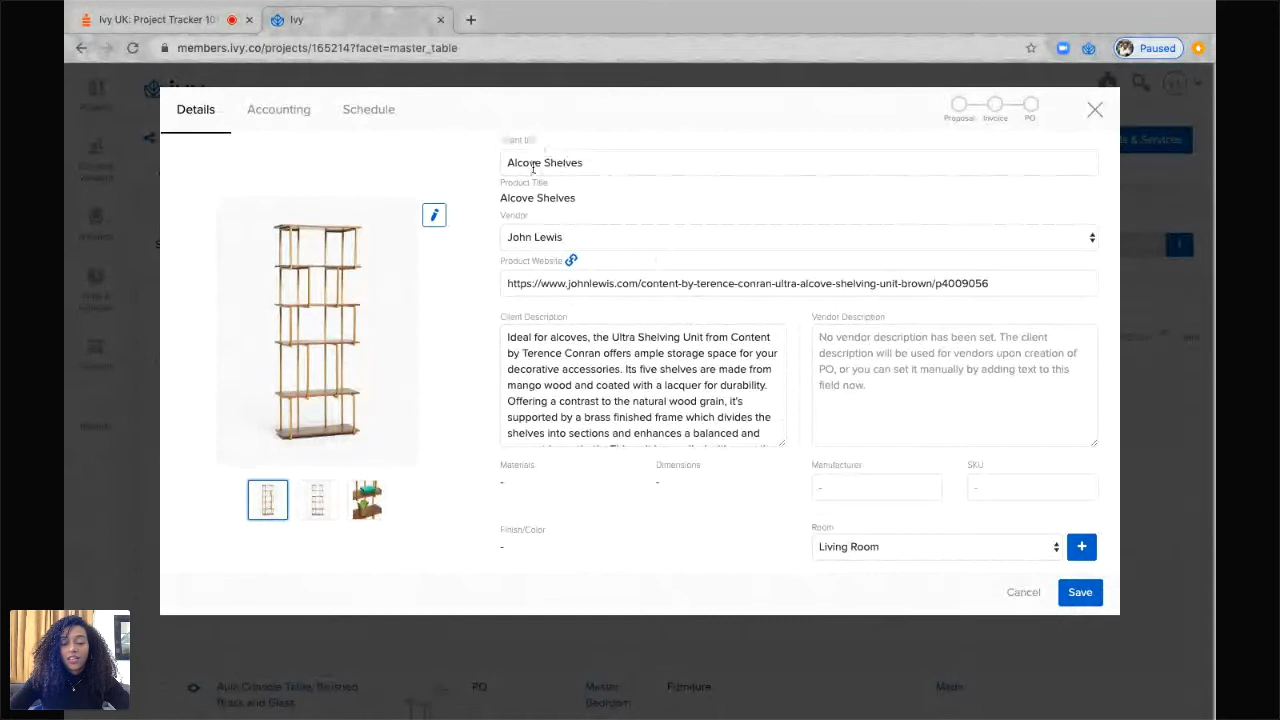 Ivy UK: Project Tracker 10
Ivy
members.ivy.co/projects/165214?facet=master_table
Paused
Details
Accounting
Schedule
Proposal
Invoice
PO
Alcove Shelves
Product Title
Alcove Shelves
Vendor
John Lewis
Product Website
https://www.johnlewis.com/content-by-terence-conran-ultra-alcove-shelving-unit-brown/p4009056
Client Description
Vendor Description
Ideal for alcoves, the Ultra Shelving Unit from Content
by Terence Conran offers ample storage space for your
decorative accessories. Its five shelves are made from
mango wood and coated with a lacquer for durability.
Offering a contrast to the natural wood grain, it's
supported by a brass finished frame which divides the
shelves into sections and enhances a balanced and
No vendor description has been set. The client
description will be used for vendors upon creation of
PO, or you can set it manually by adding text to this
field now.
Materials
-
Dimensions
-
Manufacturer
-
SKU
-
Finish/Color
-
Room
Living Room
+
Cancel
Save
& Services
PO
Master
Bedroom
Furniture